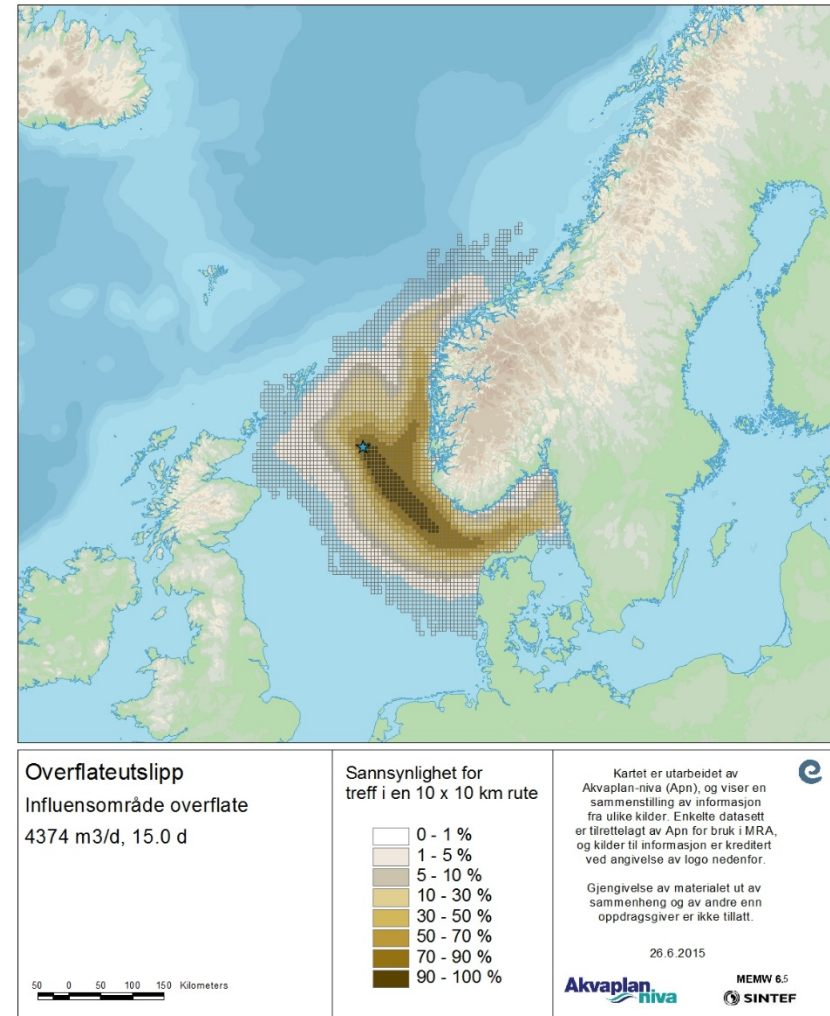 Overflateutslipp
Influensområde overflate
4374 m3/d, 15.0 d
50 0 50 100 150 Kilometers
Sannsynlighet for
treff i en 10 x 10 km rute
0 - 1 %
1 - 5 %
5 - 10 %
10 - 30 %
30 - 50 %
50 - 70 %
70 - 90 %
90 - 100 %
Kartet er utarbeidet av
Akvaplan-niva (Apn), og viser en
sammenstilling av informasjon
fra ulike kilder. Enkelte datasett
er tilrettelagt av Apn for bruk i MRA,
og kilder til informasjon er kreditert
ved angivelse av logo nedenfor.
Gjengivelse av materialet ut av
sammenheng og av andre enn
oppdragsgiver er ikke tillatt.
26.6.2015
Akvaplan
niva
MEMW 6.5
SINTEF